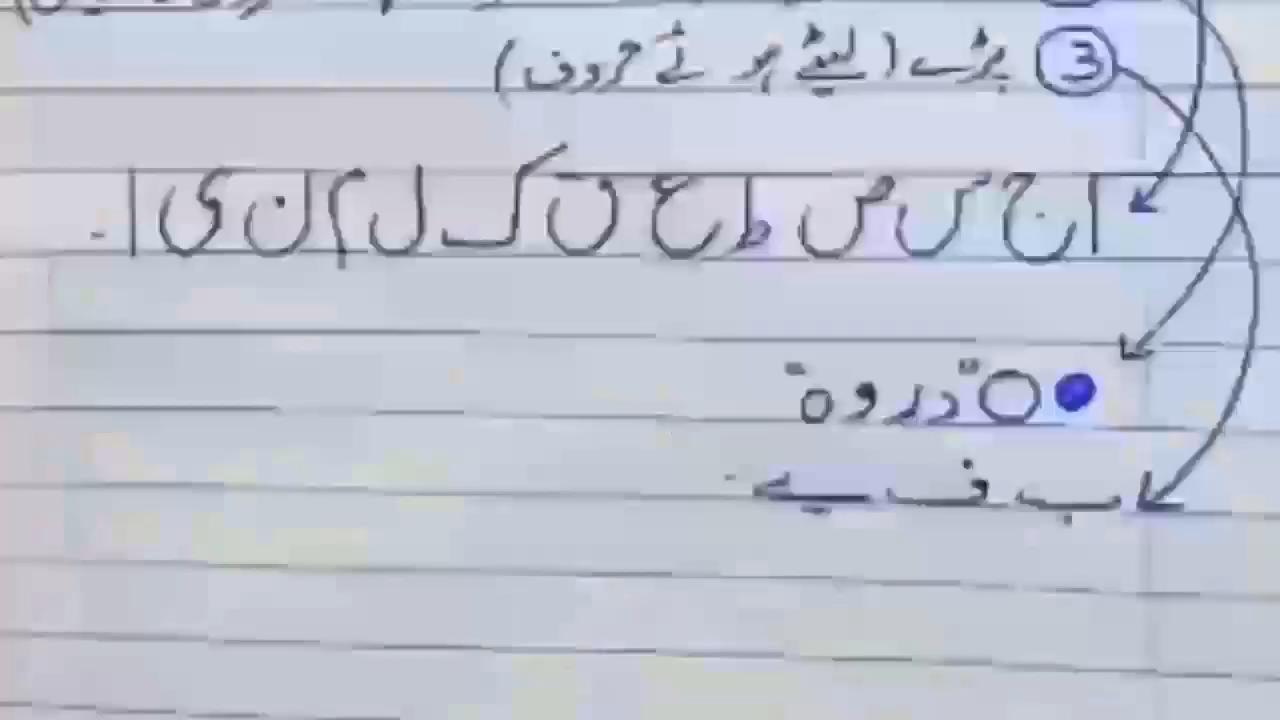 ③ بڑے (لیٹے ہوئے حروف)
ا ج س ص ط ع ق ک ل م ن ی ا۔
"د ر و ہ"
ب ف ے۔